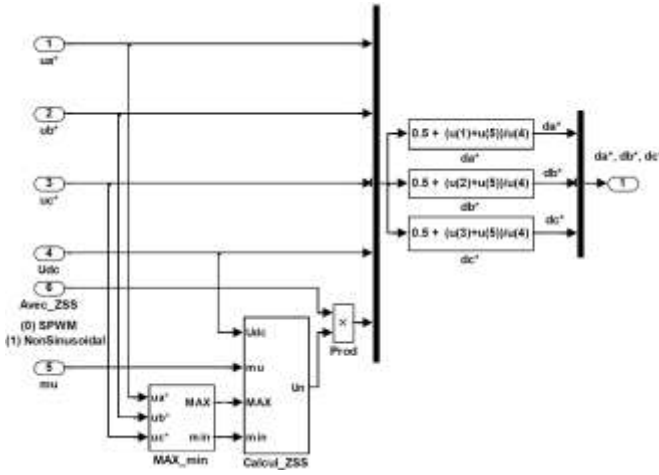 1
ua*
2
ub*
3
uc*
4
Udc
6
Avec_ZSS
(0) SPWM
(1) NonSinusoidal
5
mu
ua*
ub*
uc*
MAX
min
MAX_min
Udc
mu
MAX
min
Un
Calcul_ZSS
×
Prod
0.5 + (u(1)+u(5))/u(4)
da*
da*
0.5 + (u(2)+u(5))/u(4)
db*
db*
0.5 + (u(3)+u(5))/u(4)
dc*
dc*
da*, db*, dc
1